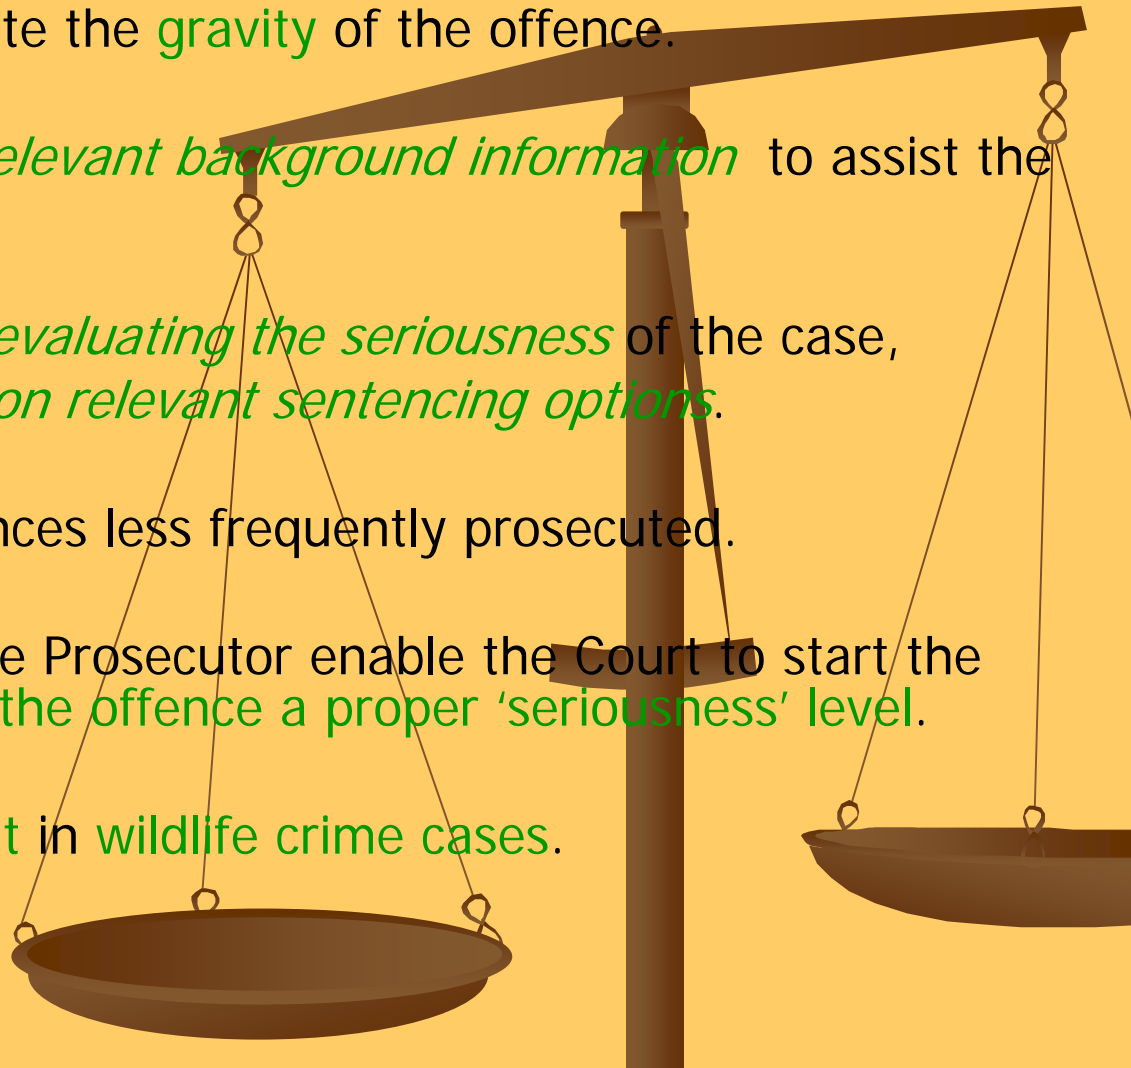 te the gravity of the offence.
elevant background information to assist the
evaluating the seriousness of the case,
on relevant sentencing options.
nces less frequently prosecuted.
e Prosecutor enable the Court to start the
the offence a proper ‘seriousness’ level.
t in wildlife crime cases.